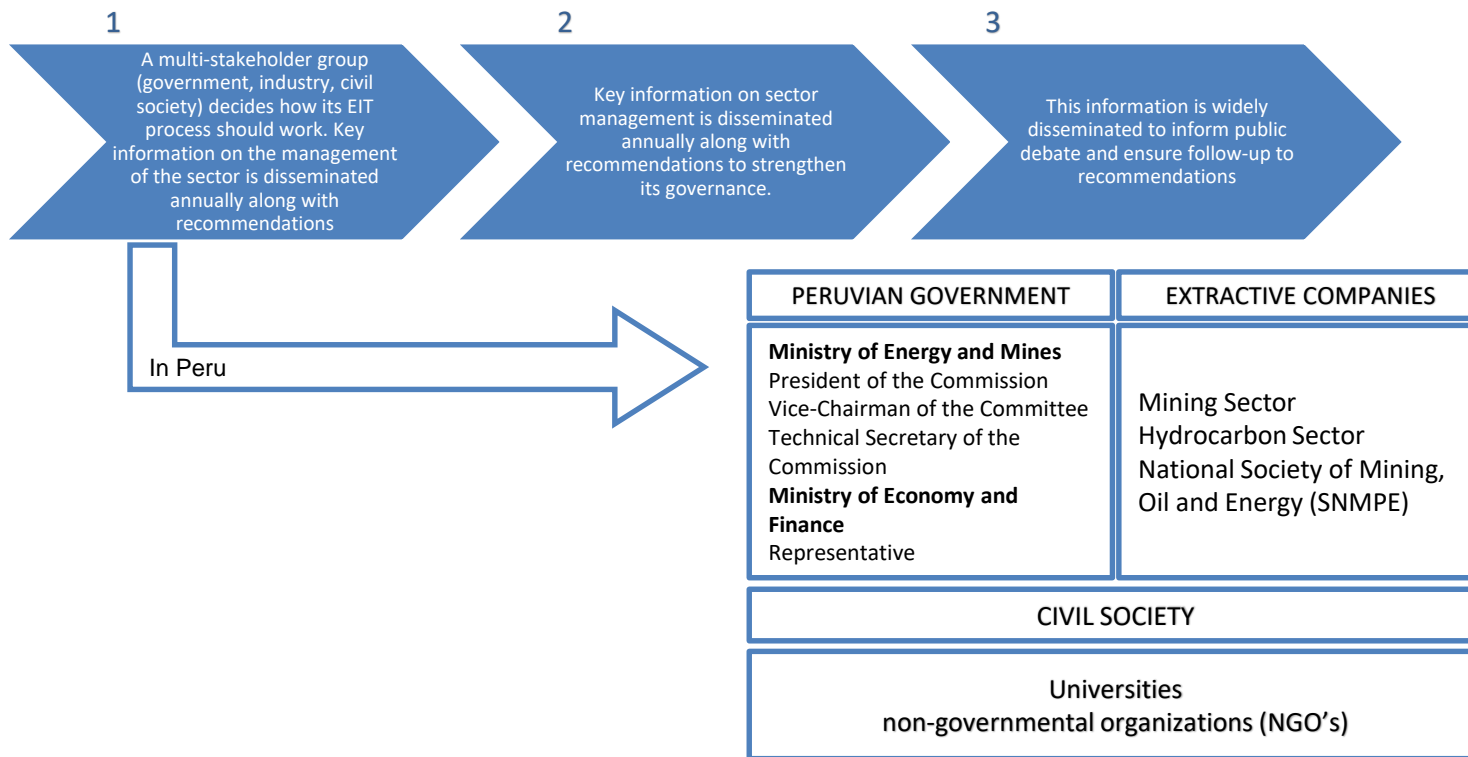 1
A multi-stakeholder group
(government, industry, civil
society) decides how its EIT
process should work. Key
information on the management
of the sector is disseminated
annually along with
recommendations
2
Key information on sector
management is disseminated
annually along with
recommendations to strengthen
its governance.
3
This information is widely
disseminated to inform public
debate and ensure follow-up to
recommendations
In Peru
PERUVIAN GOVERNMENT
Ministry of Energy and Mines
President of the Commission
Vice-Chairman of the Committee
Technical Secretary of the
Commission
Ministry of Economy and
Finance
Representative
EXTRACTIVE COMPANIES
Mining Sector
Hydrocarbon Sector
National Society of Mining,
Oil and Energy (SNMPE)
CIVIL SOCIETY
Universities
non-governmental organizations (NGO’s)